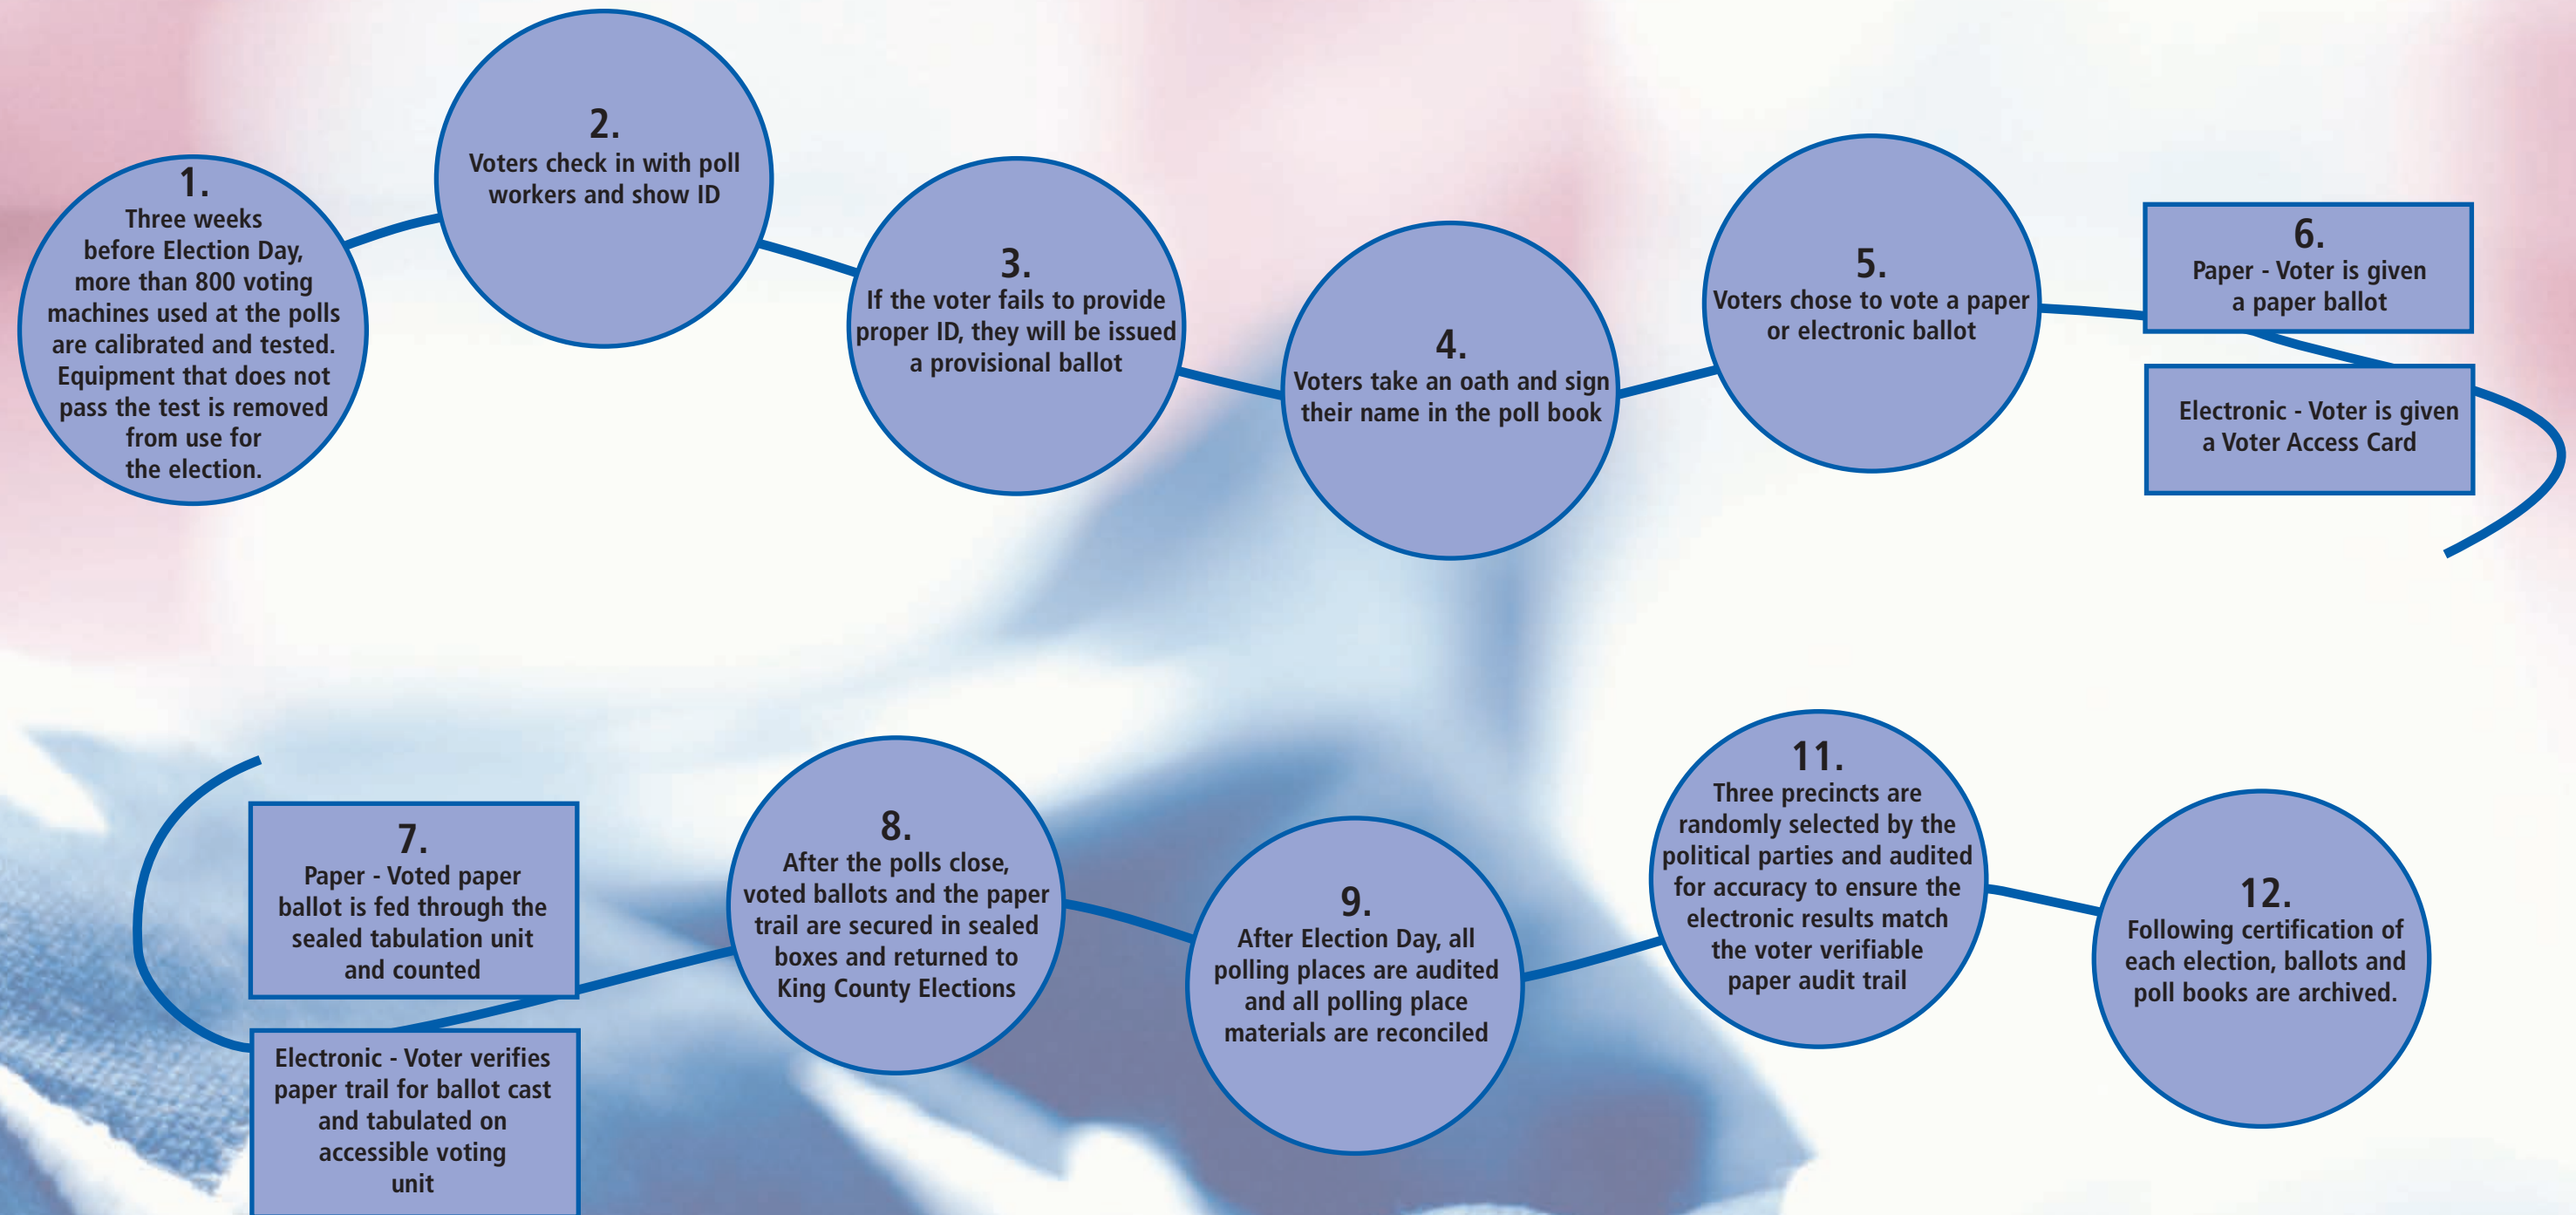 1.
Three weeks
before Election Day,
more than 800 voting
machines used at the polls
are calibrated and tested.
Equipment that does not
pass the test is removed
from use for
the election.
2.
Voters check in with poll
workers and show ID
3.
If the voter fails to provide
proper ID, they will be issued
a provisional ballot
4.
Voters take an oath and sign
their name in the poll book
5.
Voters chose to vote a paper
or electronic ballot
6.
Paper - Voter is given
a paper ballot
Electronic - Voter is given
a Voter Access Card
7.
Paper - Voted paper
ballot is fed through the
sealed tabulation unit
and counted
Electronic - Voter verifies
paper trail for ballot cast
and tabulated on
accessible voting
unit
8.
After the polls close,
voted ballots and the paper
trail are secured in sealed
boxes and returned to
King County Elections
9.
After Election Day, all
polling places are audited
and all polling place
materials are reconciled
11.
Three precincts are
randomly selected by the
political parties and audited
for accuracy to ensure the
electronic results match
the voter verifiable
paper audit trail
12.
Following certification of
each election, ballots and
poll books are archived.